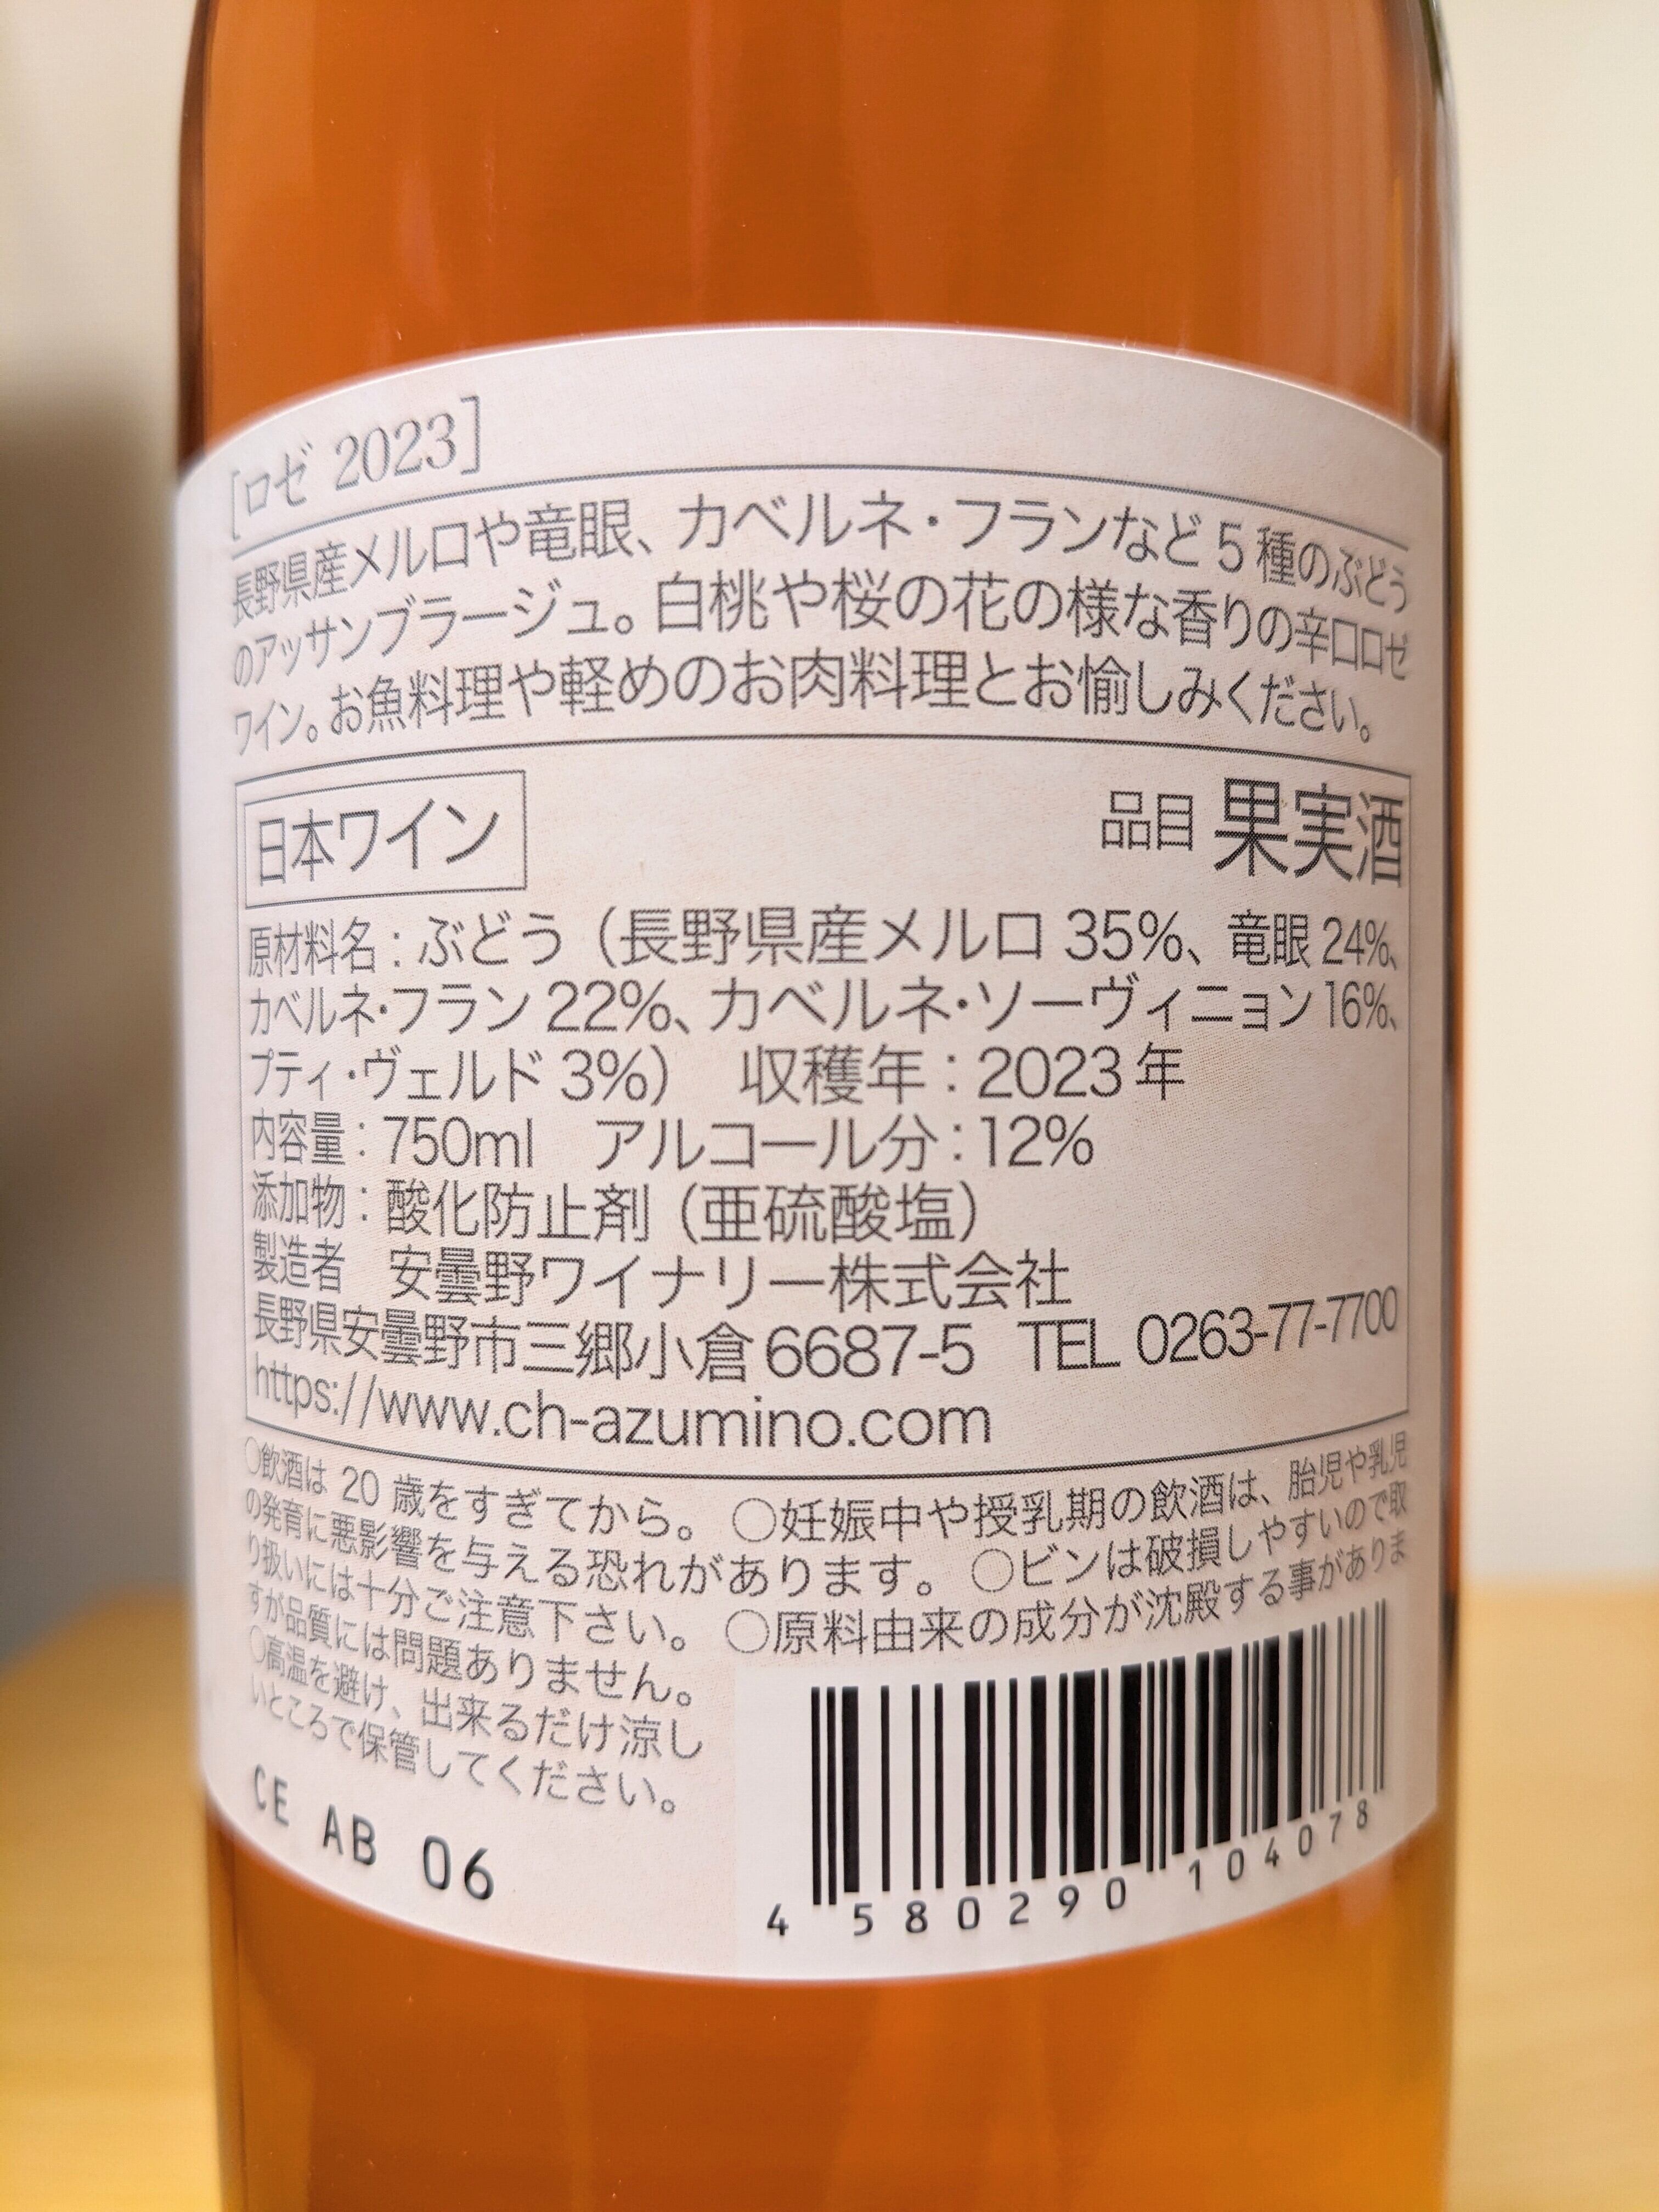 [ロゼ 2023]
長野県産メルロや竜眼、カベルネ・フランなど5種のぶどう
のアッサンブラージュ。白桃や桜の花の様な香りの辛口ロゼ
ワイン。お魚料理や軽めのお肉料理とお愉しみください。
日本ワイン 品目 果実酒
原材料名：ぶどう（長野県産メルロ 35%、竜眼 24%、
カベルネ・フラン 22%、カベルネ・ソーヴィニョン 16%、
プティ・ヴェルド 3%） 収穫年：2023年
内容量：750ml アルコール分：12%
添加物：酸化防止剤（亜硫酸塩）
製造者 安曇野ワイナリー株式会社
長野県安曇野市三郷小倉6687-5 TEL 0263-77-7700
https://www.ch-azumino.com
○飲酒は 20 歳をすぎてから。 ○妊娠中や授乳期の飲酒は、胎児や乳児
の発育に悪影響を与える恐れがあります。 ○ビンは破損しやすいので取
り扱いには十分ご注意下さい。 ○原料由来の成分が沈殿する事がありま
すが品質には問題ありません。
○高温を避け、出来るだけ涼し
いところで保管してください。
CE AB 06
4 580290 104078